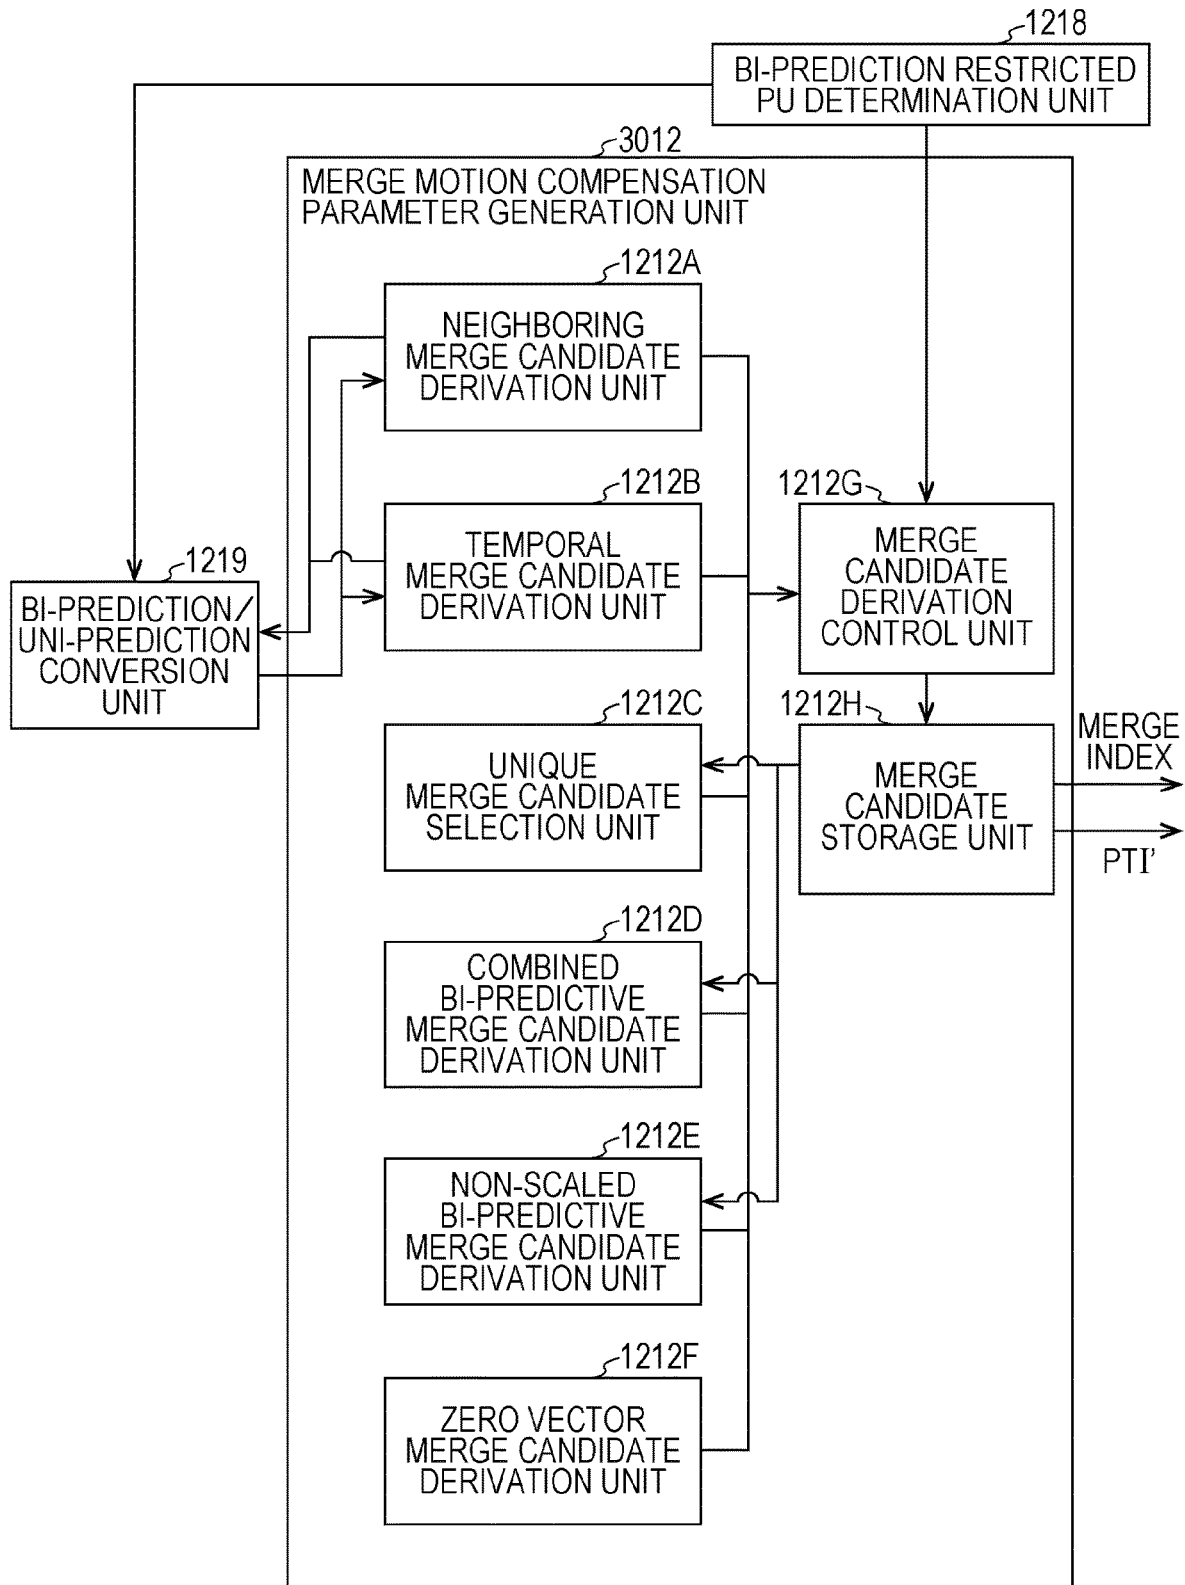 1218
BI-PREDICTION RESTRICTED
PU DETERMINATION UNIT
3012
MERGE MOTION COMPENSATION
PARAMETER GENERATION UNIT
1212A
NEIGHBORING
MERGE CANDIDATE
DERIVATION UNIT
1212B
TEMPORAL
MERGE CANDIDATE
DERIVATION UNIT
1212G
MERGE
CANDIDATE
DERIVATION
CONTROL UNIT
1219
BI-PREDICTION/
UNI-PREDICTION
CONVERSION
UNIT
1212C
UNIQUE
MERGE CANDIDATE
SELECTION UNIT
1212H
MERGE
CANDIDATE
STORAGE UNIT
MERGE
INDEX
PTI'
1212D
COMBINED
BI-PREDICTIVE
MERGE CANDIDATE
DERIVATION UNIT
1212E
NON-SCALED
BI-PREDICTIVE
MERGE CANDIDATE
DERIVATION UNIT
1212F
ZERO VECTOR
MERGE CANDIDATE
DERIVATION UNIT